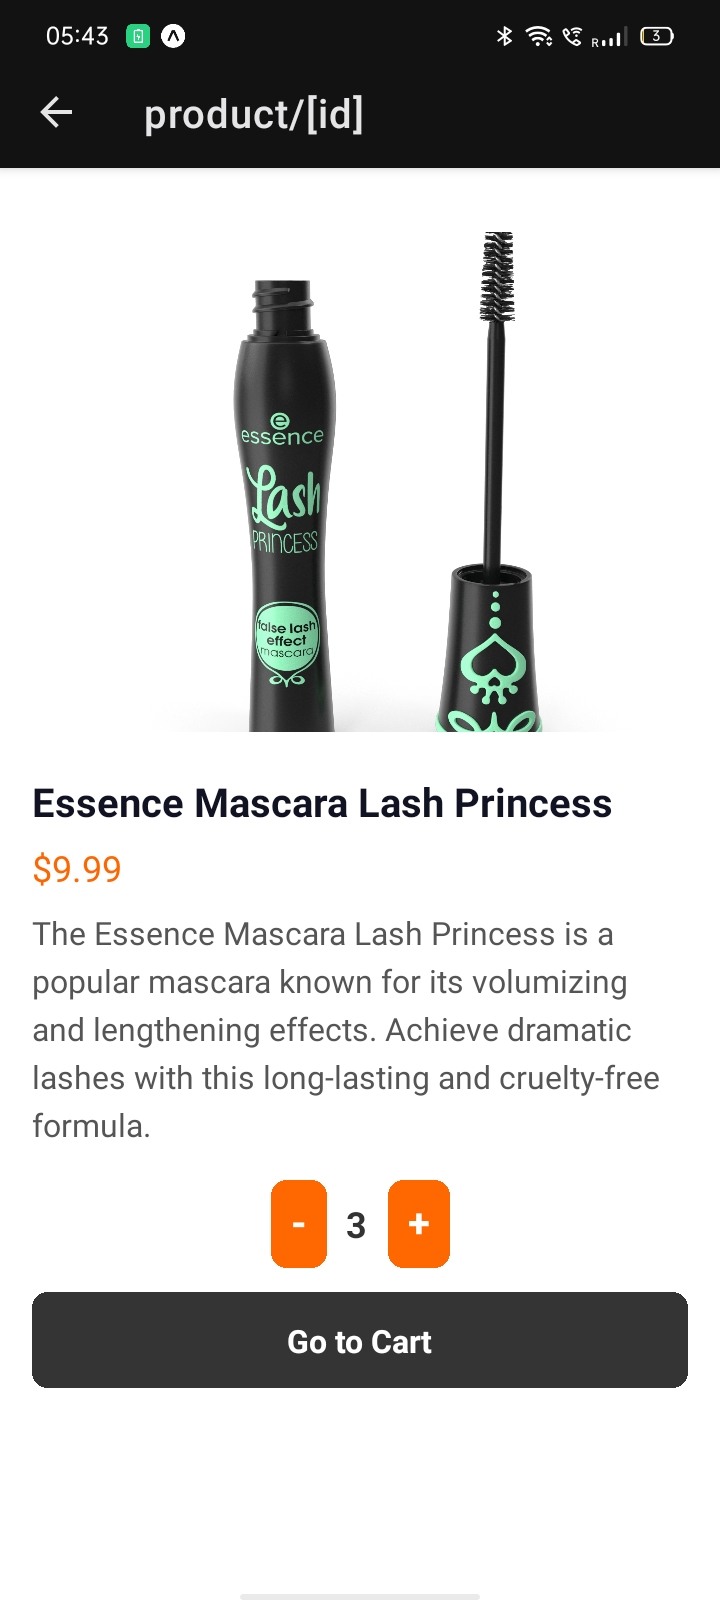 05:43
R
3
product/[id]
essence
Lash
PRINCESS
false lash
effect
mascara
Essence Mascara Lash Princess
$9.99
The Essence Mascara Lash Princess is a
popular mascara known for its volumizing
and lengthening effects. Achieve dramatic
lashes with this long-lasting and cruelty-free
formula.
- 3 +
Go to Cart